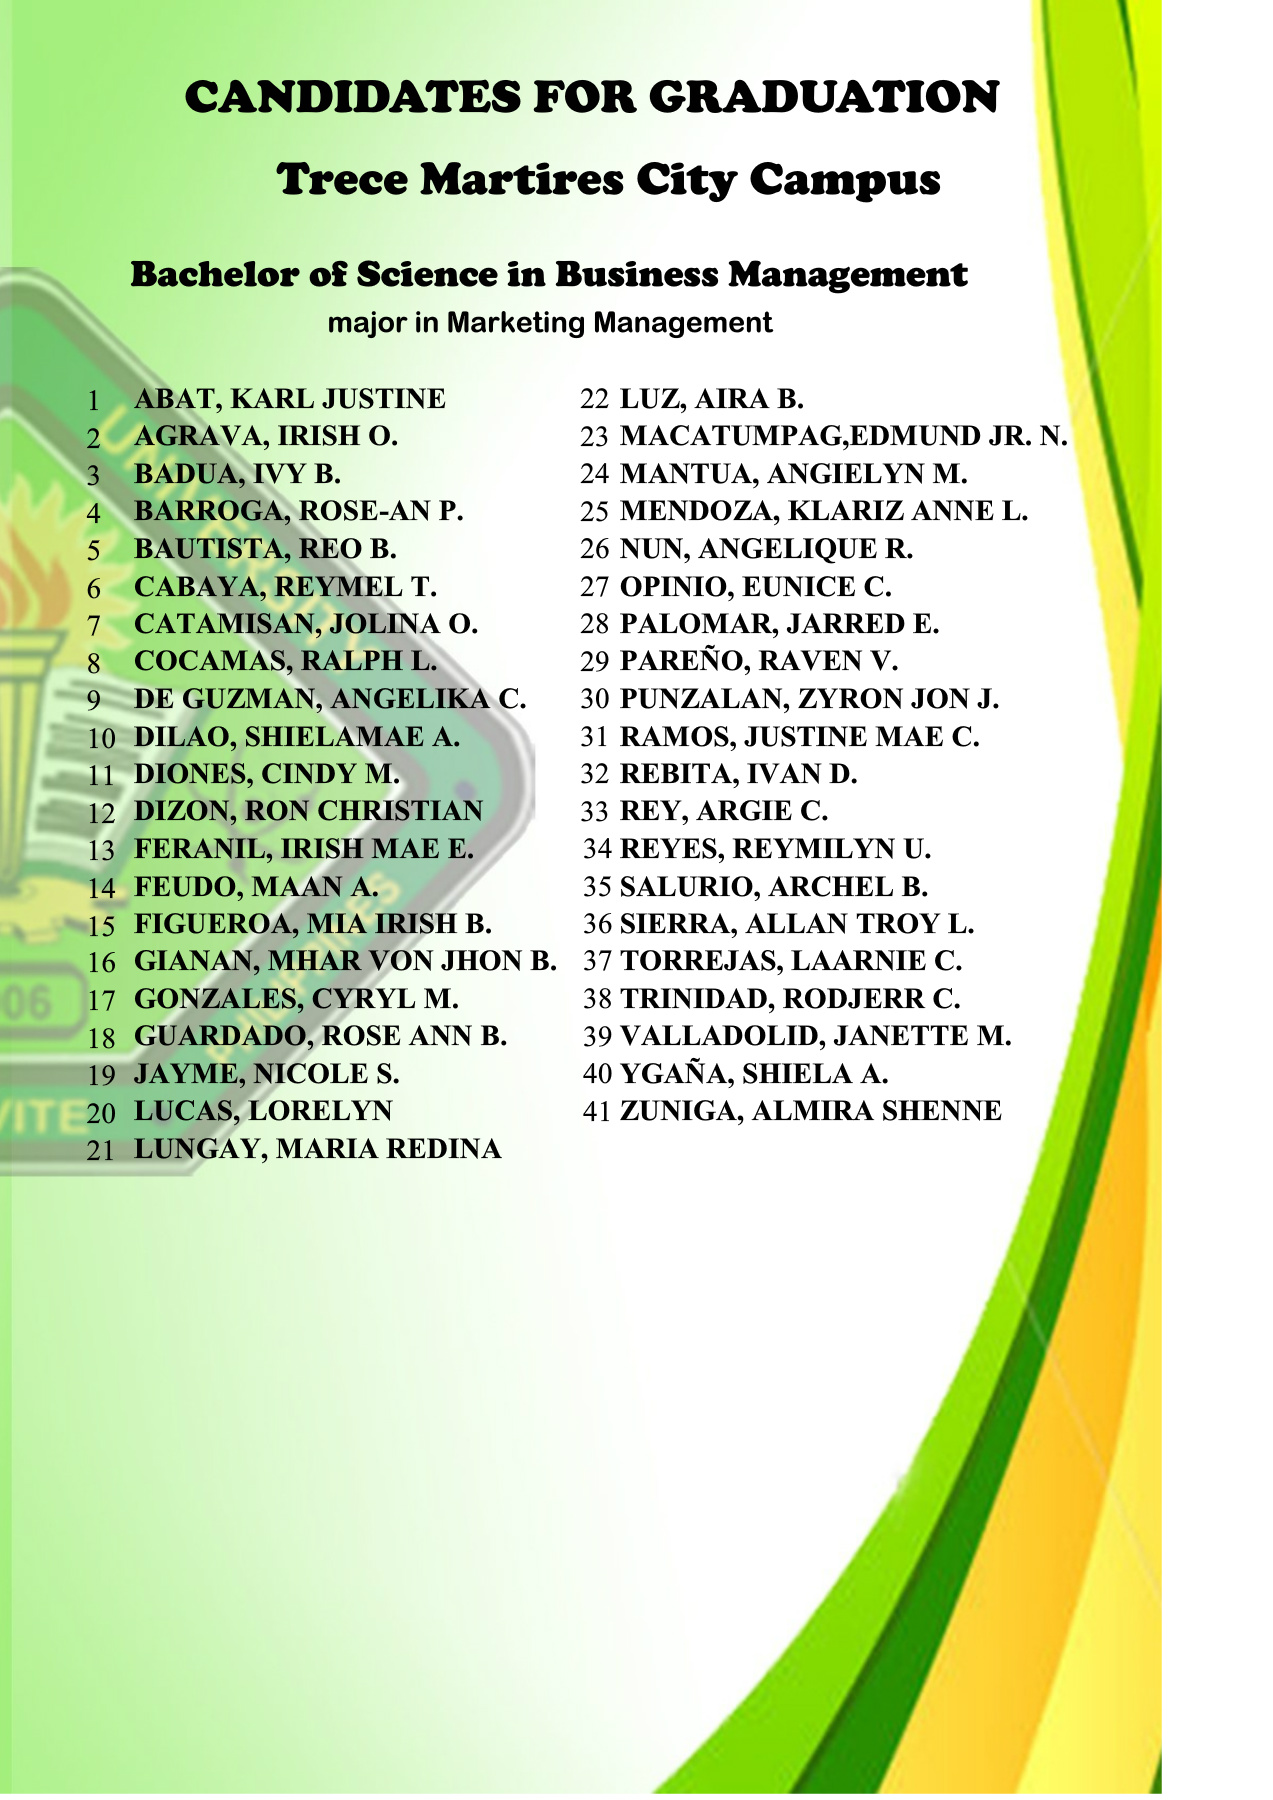 CANDIDATES FOR GRADUATION
Trece Martires City Campus
Bachelor of Science in Business Management
major in Marketing Management
1 ABAT, KARL JUSTINE
2 AGRAVA, IRISH O.
3 BADUA, IVY B.
4 BARROGA, ROSE-AN P.
5 BAUTISTA, REO B.
6 CABAYA, REYMEL T.
7 CATAMISAN, JOLINA O.
8 COCAMAS, RALPH L.
9 DE GUZMAN, ANGELIKA C.
10 DILAO, SHIELAMAE A.
11 DIONES, CINDY M.
12 DIZON, RON CHRISTIAN
13 FERANIL, IRISH MAE E.
14 FEUDO, MAAN A.
15 FIGUEROA, MIA IRISH B.
16 GIANAN, MHAR VON JHON B.
17 GONZALES, CYRYL M.
18 GUARDADO, ROSE ANN B.
19 JAYME, NICOLE S.
20 LUCAS, LORELYN
21 LUNGAY, MARIA REDINA
22 LUZ, AIRA B.
23 MACATUMPAG,EDMUND JR. N.
24 MANTUA, ANGIELYN M.
25 MENDOZA, KLARIZ ANNE L.
26 NUN, ANGELIQUE R.
27 OPINIO, EUNICE C.
28 PALOMAR, JARRED E.
29 PAREÑO, RAVEN V.
30 PUNZALAN, ZYRON JON J.
31 RAMOS, JUSTINE MAE C.
32 REBITA, IVAN D.
33 REY, ARGIE C.
34 REYES, REYMILYN U.
35 SALURIO, ARCHEL B.
36 SIERRA, ALLAN TROY L.
37 TORREJAS, LAARNIE C.
38 TRINIDAD, RODJERR C.
39 VALLADOLID, JANETTE M.
40 YGAÑA, SHIELA A.
41 ZUNIGA, ALMIRA SHENNE
UNIVERSITY
PHILIPPINES
06
VITE